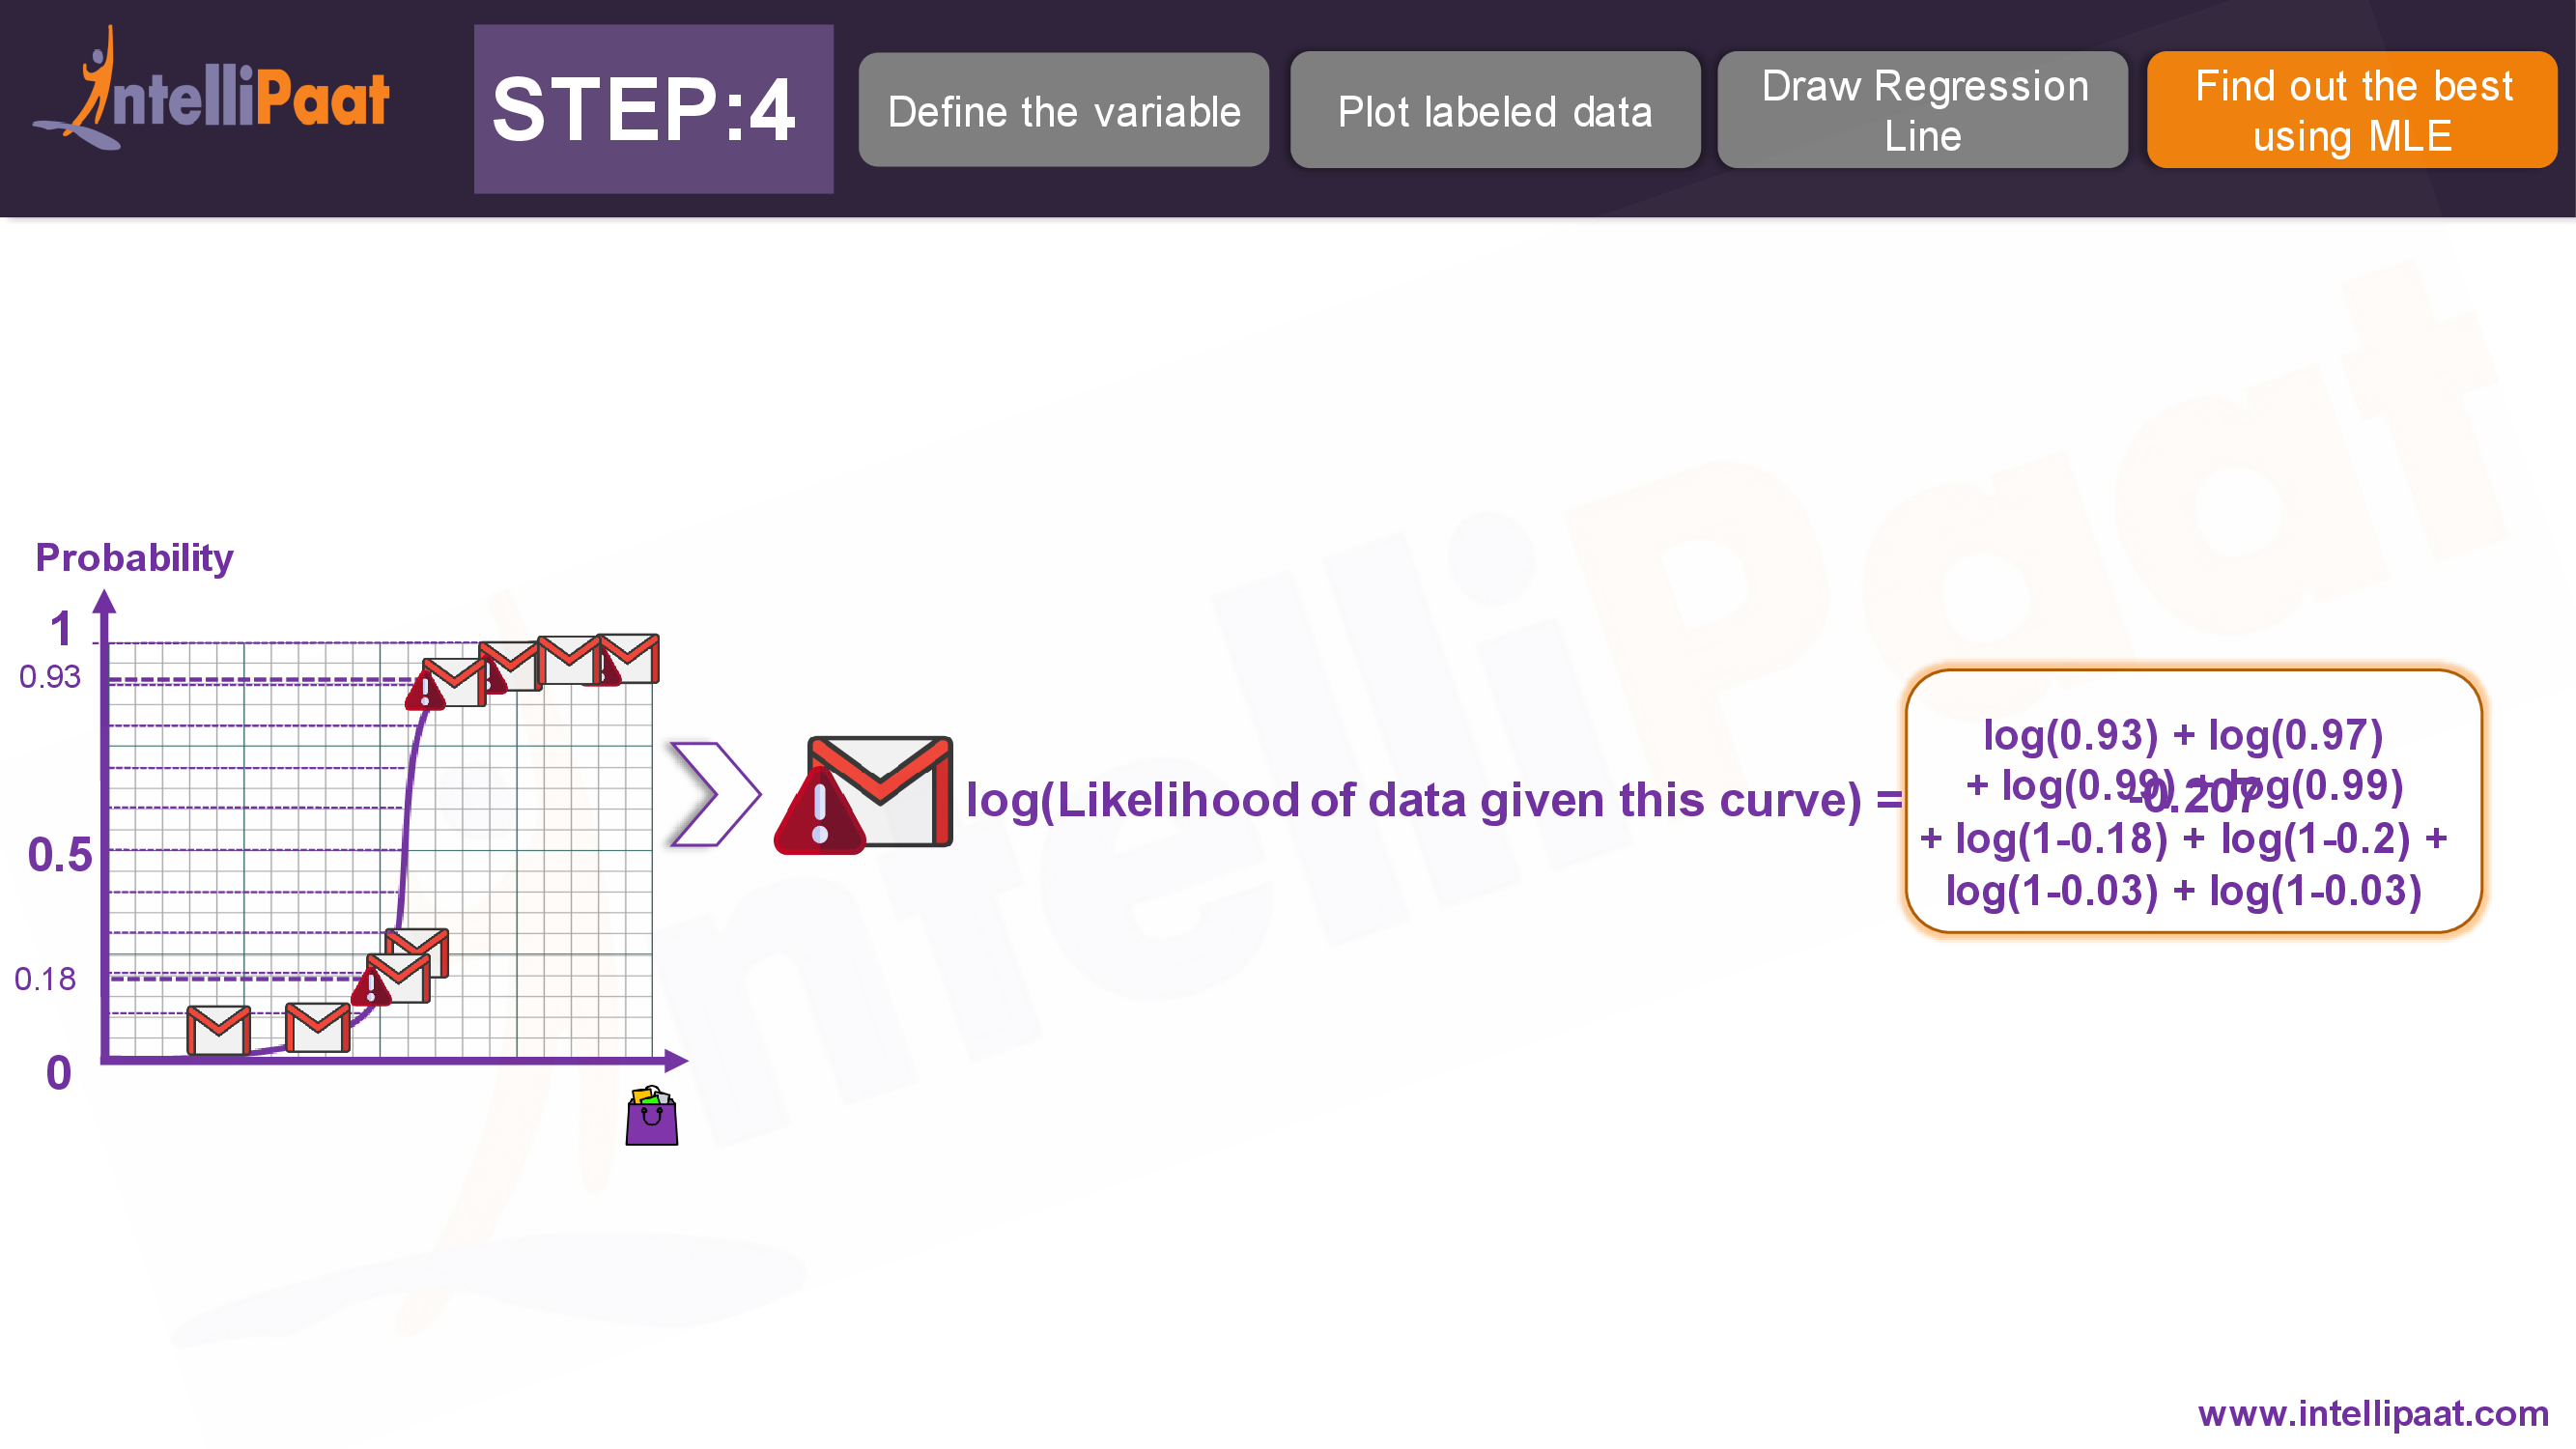 IntelliPaat
STEP:4
Define the variable
Plot labeled data
Draw Regression
Line
Find out the best
using MLE
Probability
1
0.93
0.5
0.18
0
log(Likelihood of data given this curve) =
log(0.93) + log(0.97)
+ log(0.99) + log(0.99)
-0.207
+ log(1-0.18) + log(1-0.2) +
log(1-0.03) + log(1-0.03)
www.intellipaat.com